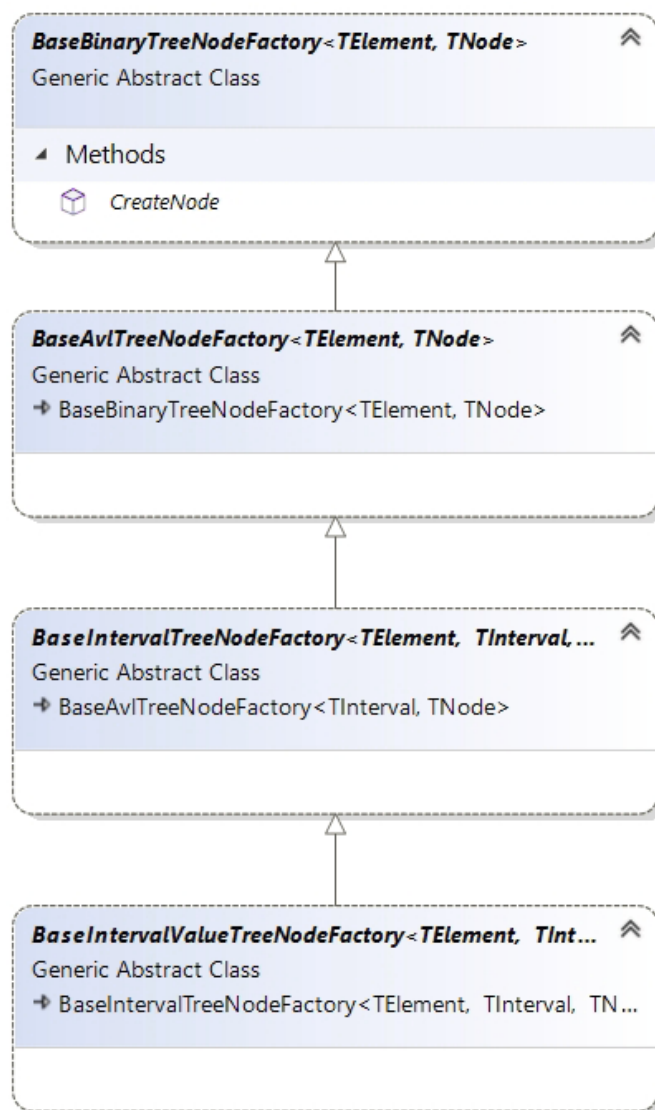 BaseBinaryTreeNodeFactory<TElement, TNode>
Generic Abstract Class
Methods
CreateNode
BaseAvlTreeNodeFactory<TElement, TNode>
Generic Abstract Class
BaseBinaryTreeNodeFactory<TElement, TNode>
BaseIntervalTreeNodeFactory<TElement, TInterval,...
Generic Abstract Class
BaseAvlTreeNodeFactory<TInterval, TNode>
BaseIntervalValueTreeNodeFactory<TElement, TInt...
Generic Abstract Class
BaseIntervalTreeNodeFactory<TElement, TInterval, TN...